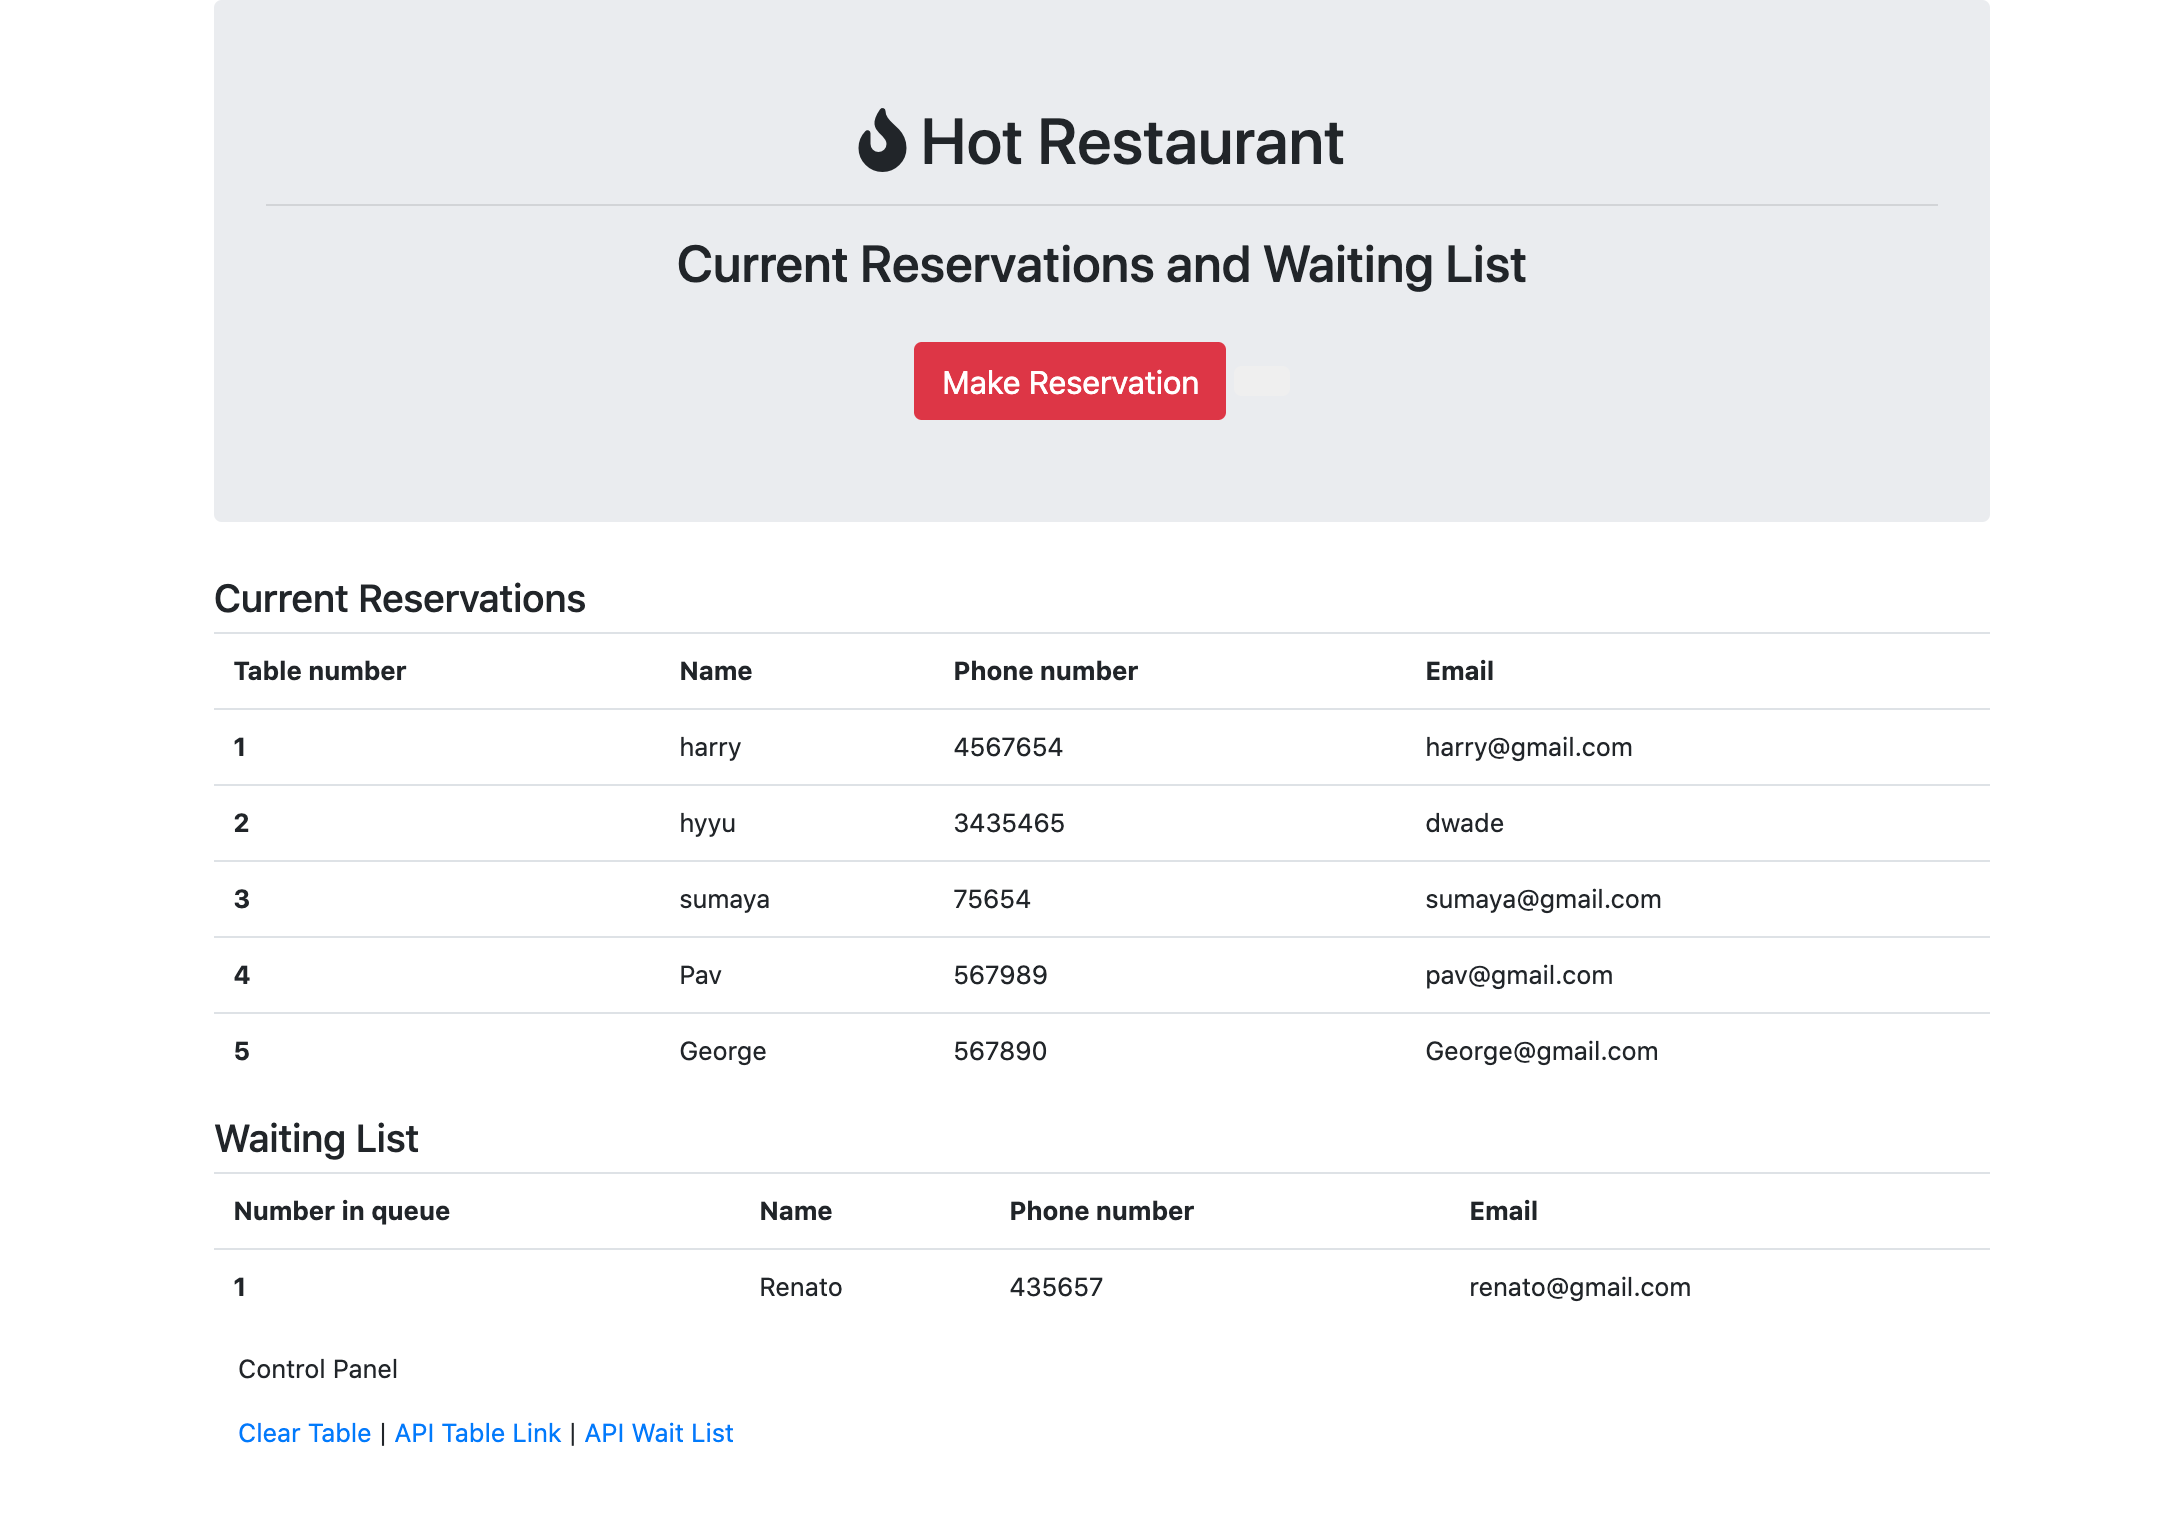 Hot Restaurant
Current Reservations and Waiting List
Make Reservation
Current Reservations
Table number Name Phone number Email
1 harry 4567654 harry@gmail.com
2 hyyu 3435465 dwade
3 sumaya 75654 sumaya@gmail.com
4 Pav 567989 pav@gmail.com
5 George 567890 George@gmail.com
Waiting List
Number in queue Name Phone number Email
1 Renato 435657 renato@gmail.com
Control Panel
Clear Table | API Table Link | API Wait List